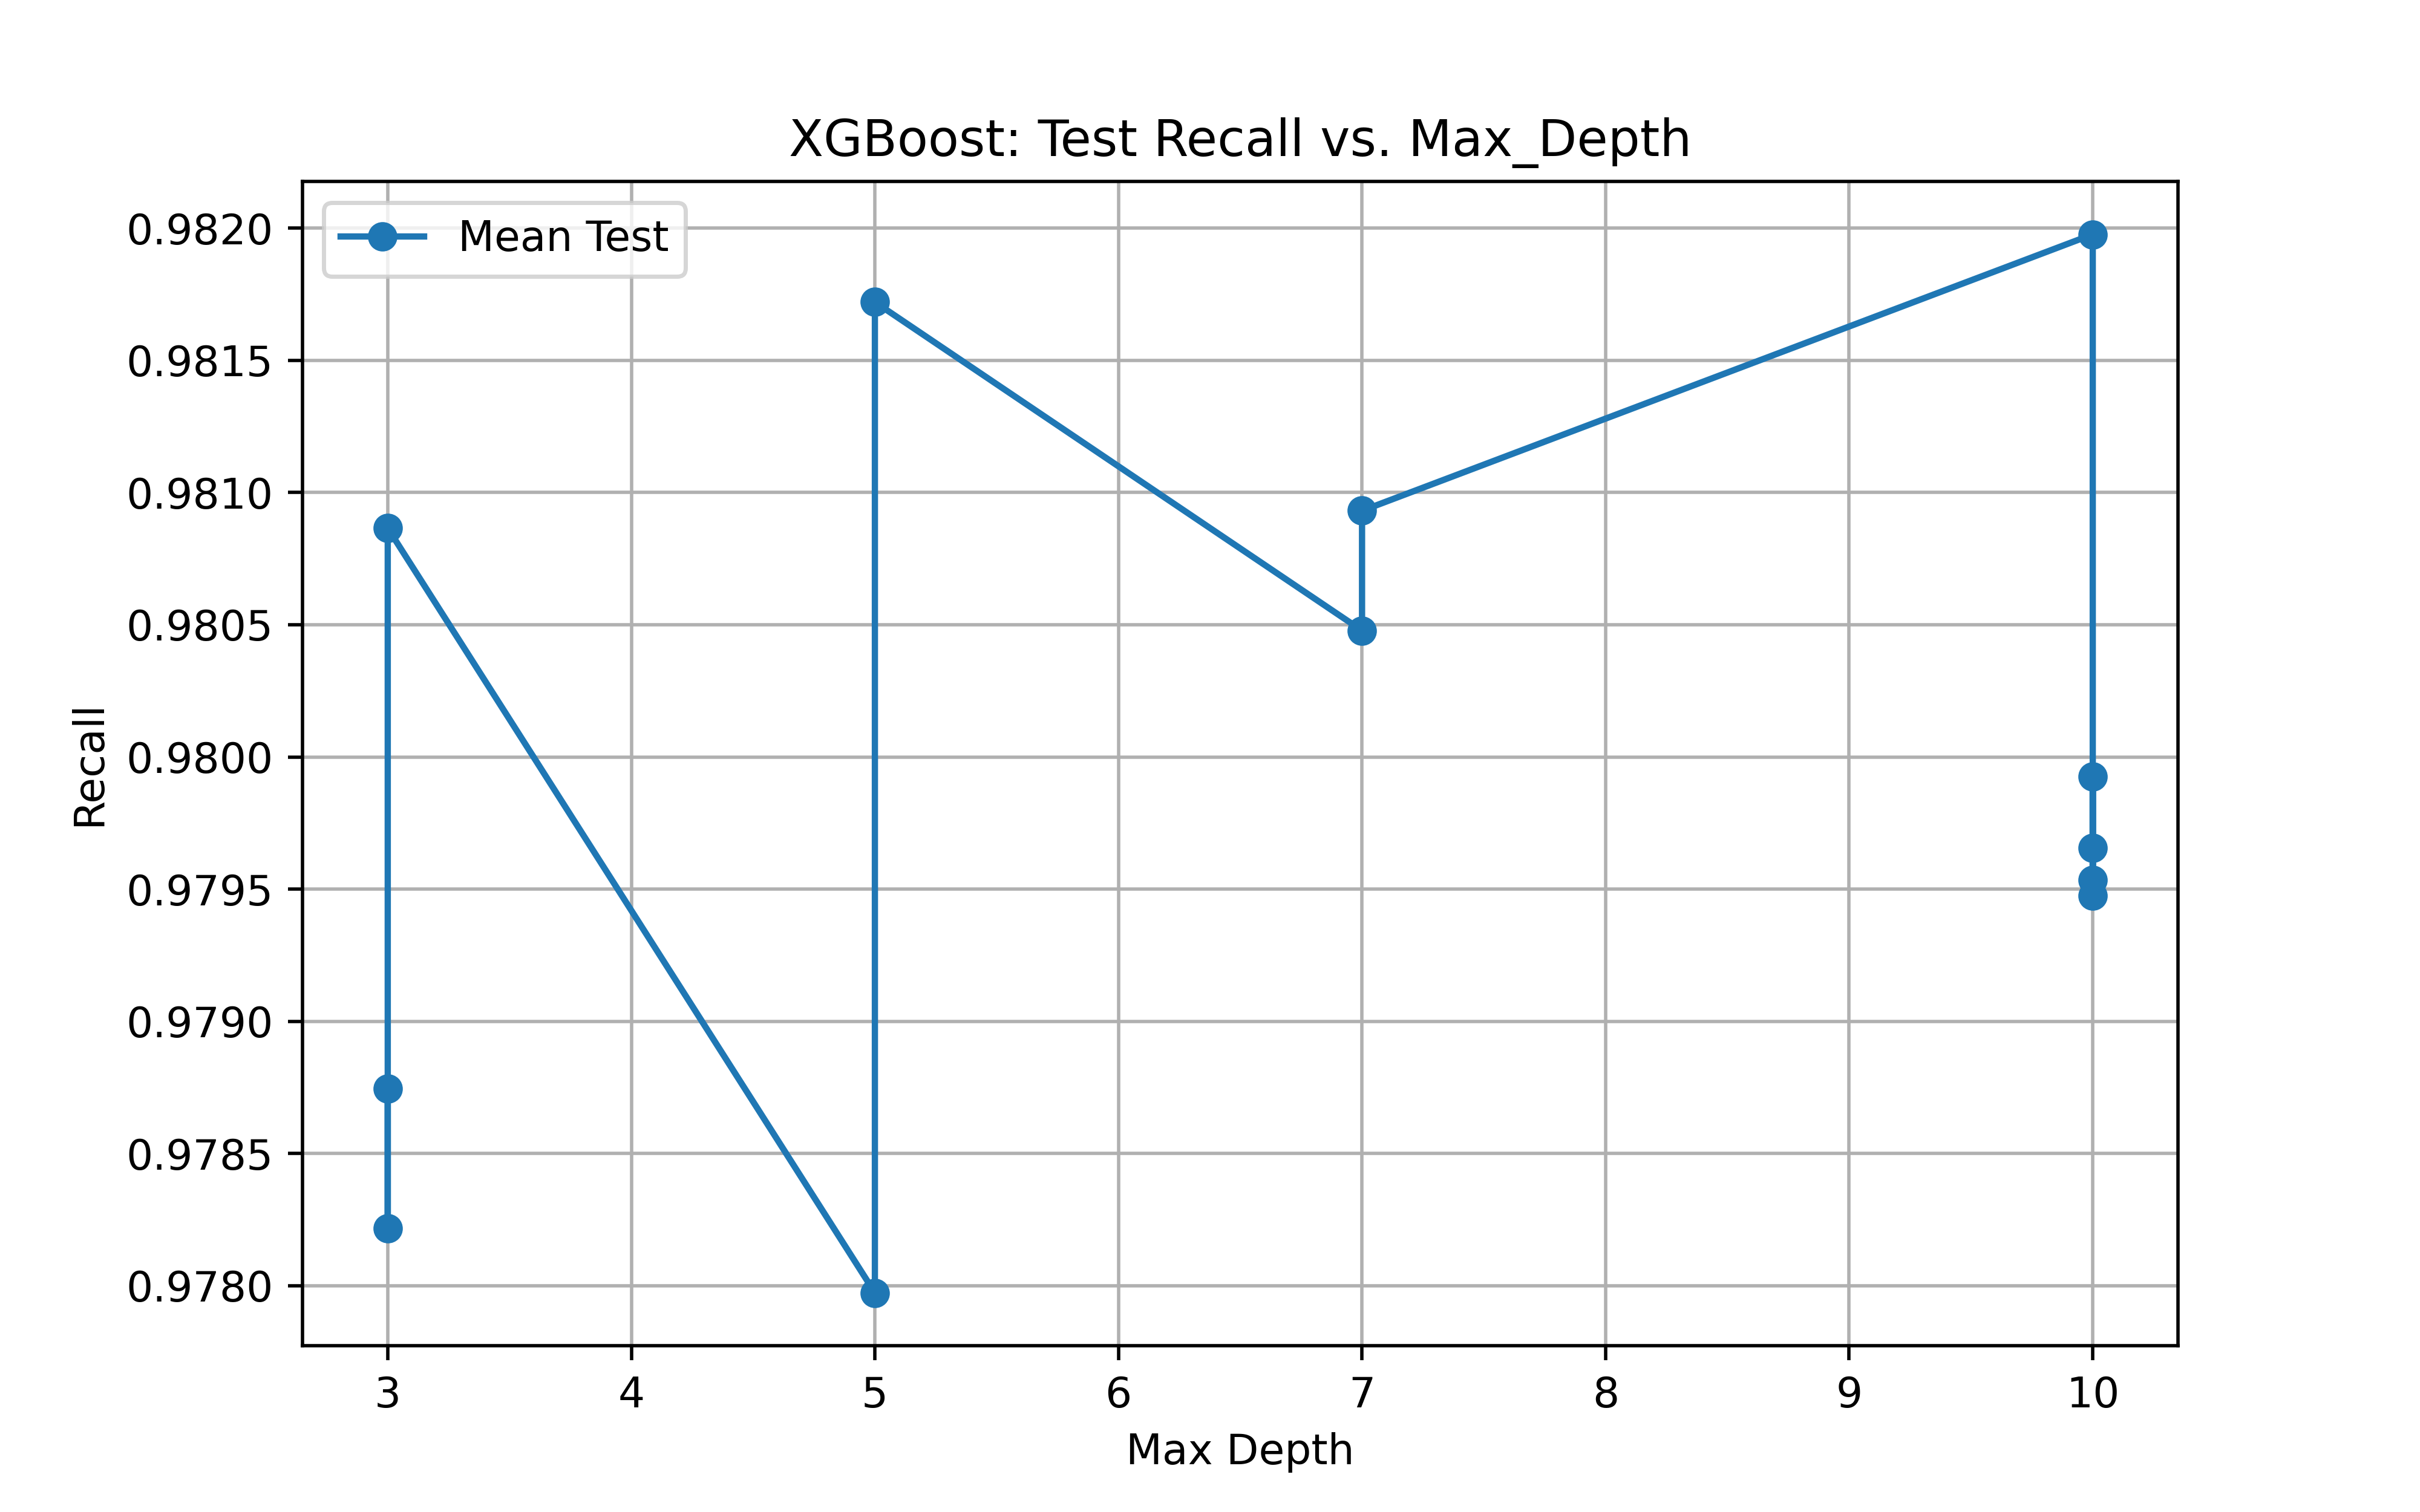 XGBoost: Test Recall vs. Max_Depth
Mean Test
0.9820
0.9815
0.9810
0.9805
0.9800
0.9795
0.9790
0.9785
0.9780
Recall
3 4 5 6 7 8 9 10
Max Depth